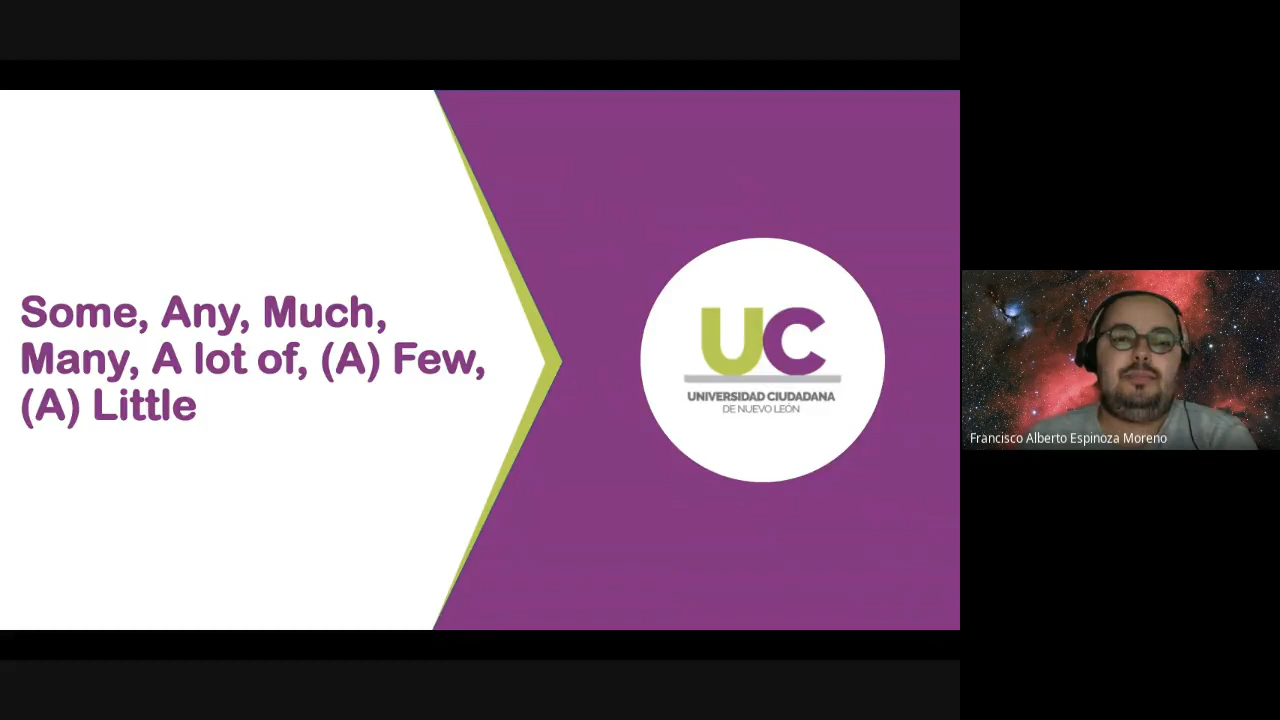 Some, Any, Much,
Many, A lot of, (A) Few,
(A) Little
UC
UNIVERSIDAD CIUDADANA
DE NUEVO LEÓN
Francisco Alberto Espinoza Moreno